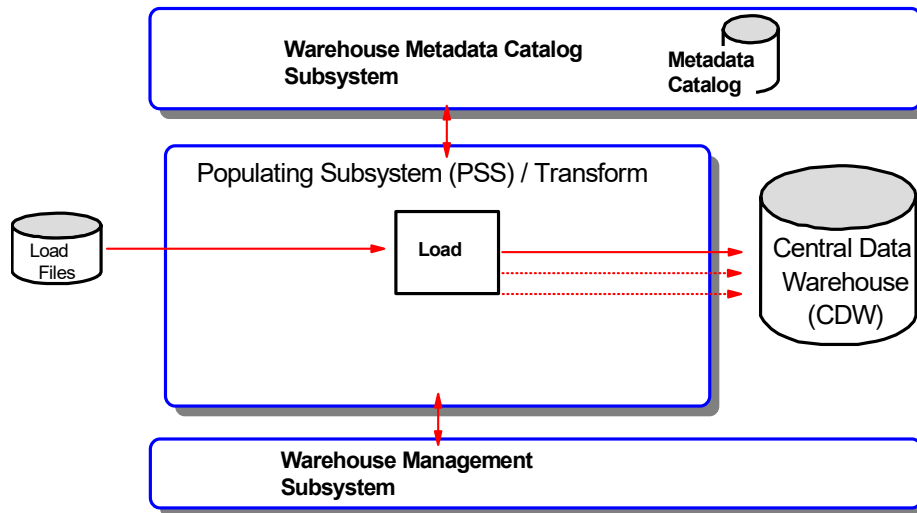 Warehouse Metadata Catalog
Subsystem
Metadata
Catalog
Populating Subsystem (PSS) / Transform
Load
Files
Load
Central Data
Warehouse
(CDW)
Warehouse Management
Subsystem